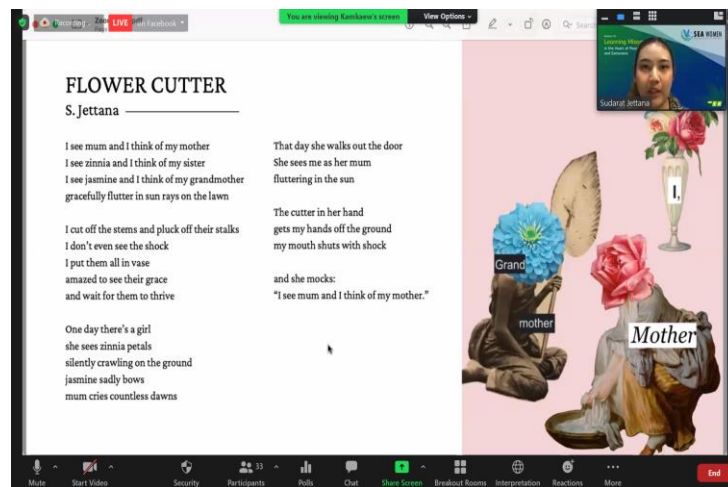 Recording...
LIVE on Facebook
You are viewing Kamkaew's screen
View Options
Sear
SEA WOMEN
Sudarat Jettana
FLOWER CUTTER
S. Jettana
I see mum and I think of my mother
I see zinnia and I think of my sister
I see jasmine and I think of my grandmother
gracefully flutter in sun rays on the lawn
I cut off the stems and pluck off their stalks
I don't even see the shock
I put them all in vase
amazed to see their grace
and wait for them to thrive
One day there's a girl
she sees zinnia petals
silently crawling on the ground
jasmine sadly bows
mum cries countless dawns
That day she walks out the door
She sees me as her mum
fluttering in the sun
The cutter in her hand
gets my hands off the ground
my mouth shuts with shock
and she mocks:
“I see mum and I think of my mother.”
I,
Grand
mother
Mother
Mute
Start Video
Security
33
Participants
Polls
Chat
Share Screen
Breakout Rooms
Interpretation
Reactions
More
End